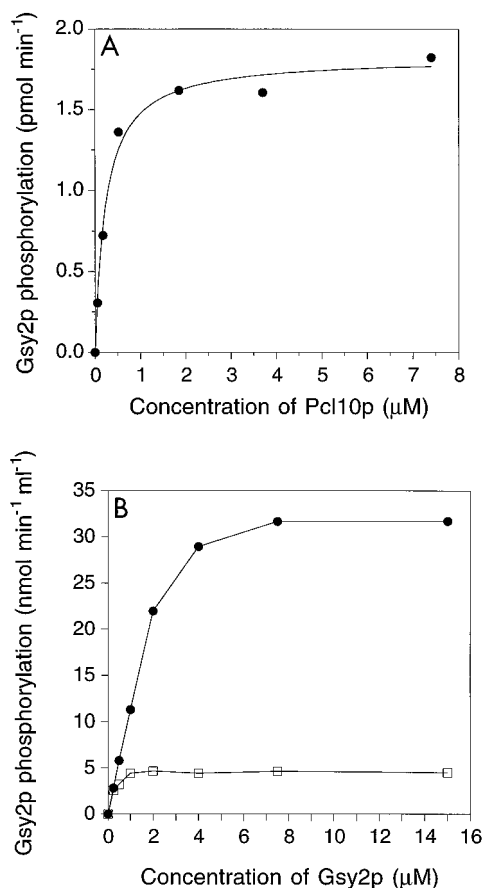 A
Gsy2p phosphorylation (pmol min⁻¹)
2.0
1.5
1.0
0.5
0.0
0 1 2 3 4 5 6 7 8
Concentration of Pcl10p (µM)
B
Gsy2p phosphorylation (nmol min⁻¹ ml⁻¹)
35
30
25
20
15
10
5
0
0 2 4 6 8 10 12 14 16
Concentration of Gsy2p (µM)